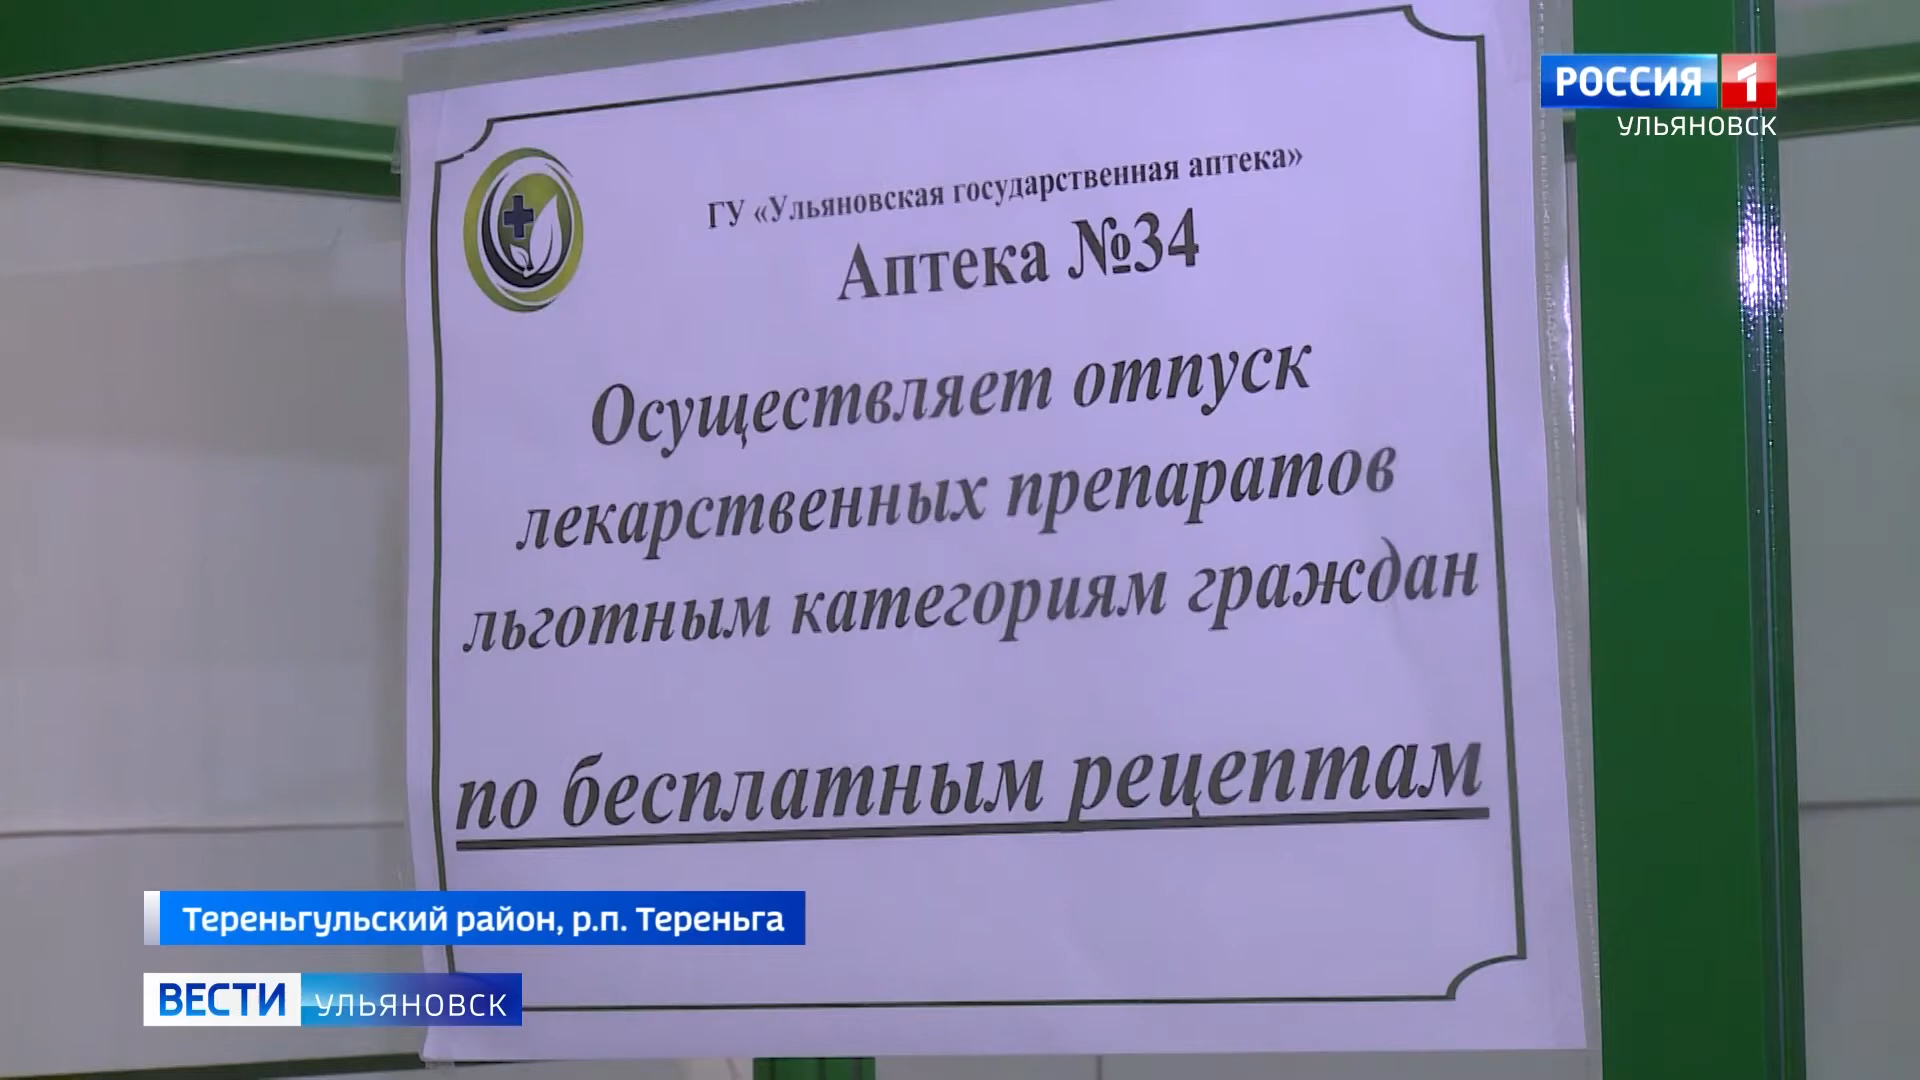 РОССИЯ 1
УЛЬЯНОВСК
ГУ «Ульяновская государственная аптека»
Аптека №34
Осуществляет отпуск
лекарственных препаратов
льготным категориям граждан
по бесплатным рецептам
Тереньгульский район, р.п. Тереньга
ВЕСТИ УЛЬЯНОВСК